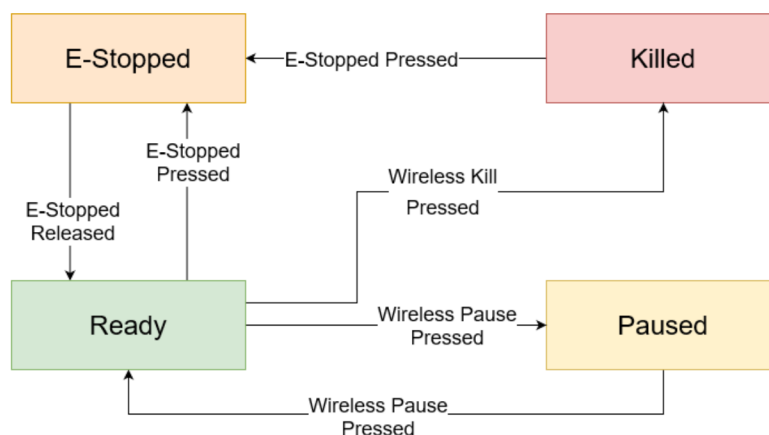 E-Stopped
Killed
E-Stopped Pressed
E-Stopped
Pressed
Wireless Kill
Pressed
E-Stopped
Released
Ready
Wireless Pause
Pressed
Paused
Wireless Pause
Pressed